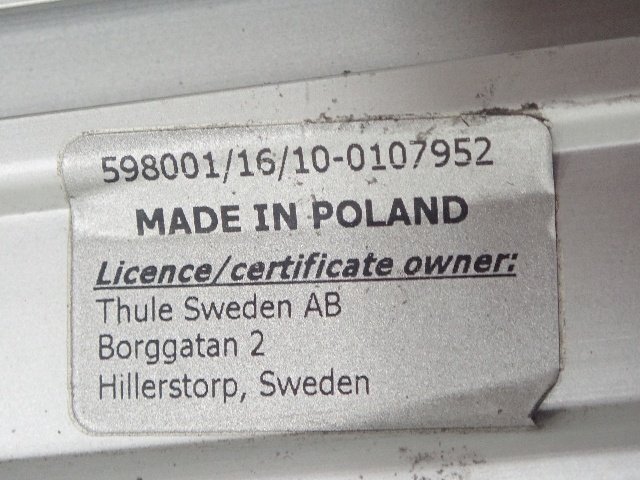 598001/16/10-0107952
MADE IN POLAND
Licence/certificate owner:
Thule Sweden AB
Borggatan 2
Hillerstorp, Sweden